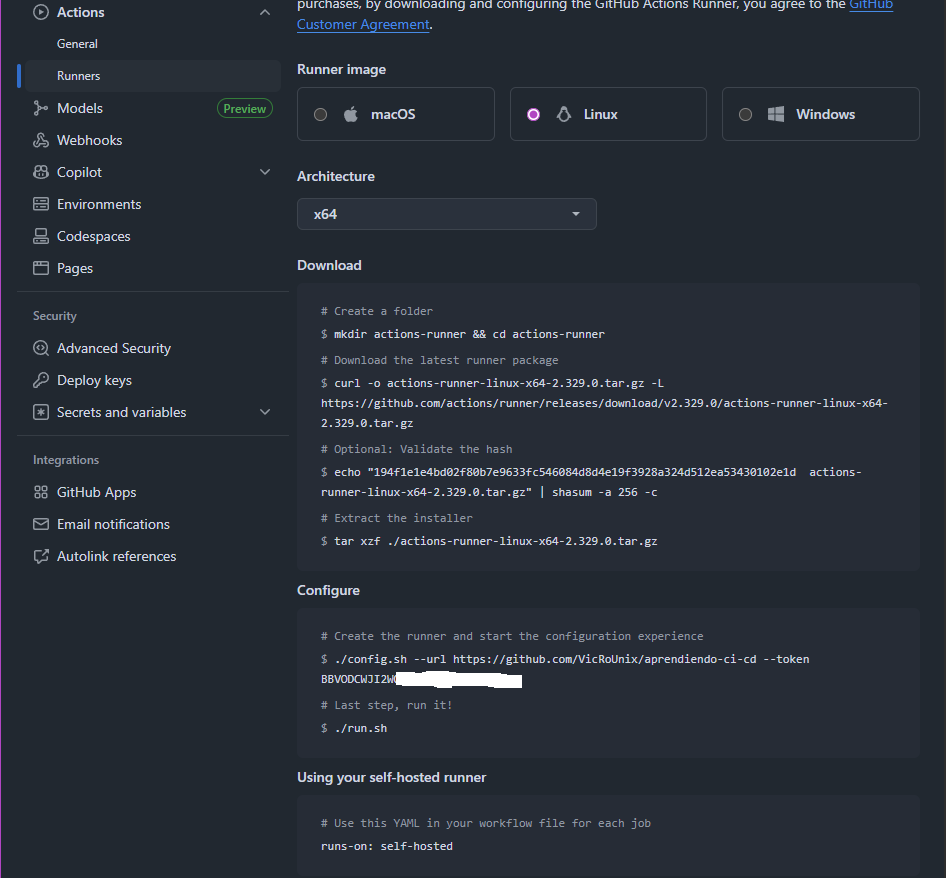 Actions
General
Runners
Models Preview
Webhooks
Copilot
Environments
Codespaces
Pages
Security
Advanced Security
Deploy keys
Secrets and variables
Integrations
GitHub Apps
Email notifications
Autolink references
purchases, by downloading and configuring the GitHub Actions Runner, you agree to the GitHub
Customer Agreement.
Runner image
macOS Linux Windows
Architecture
x64
Download
# Create a folder
$ mkdir actions-runner && cd actions-runner
# Download the latest runner package
$ curl -o actions-runner-linux-x64-2.329.0.tar.gz -L
https://github.com/actions/runner/releases/download/v2.329.0/actions-runner-linux-x64-
2.329.0.tar.gz
# Optional: Validate the hash
$ echo "194f1e1e4bd02f80b7e9633fc546084d8d4e19f3928a324d512ea53430102e1d  actions-
runner-linux-x64-2.329.0.tar.gz" | shasum -a 256 -c
# Extract the installer
$ tar xzf ./actions-runner-linux-x64-2.329.0.tar.gz
Configure
# Create the runner and start the configuration experience
$ ./config.sh --url https://github.com/VicRoUnix/aprendiendo-ci-cd --token
BBVODCWJI2W
# Last step, run it!
$ ./run.sh
Using your self-hosted runner
# Use this YAML in your workflow file for each job
runs-on: self-hosted